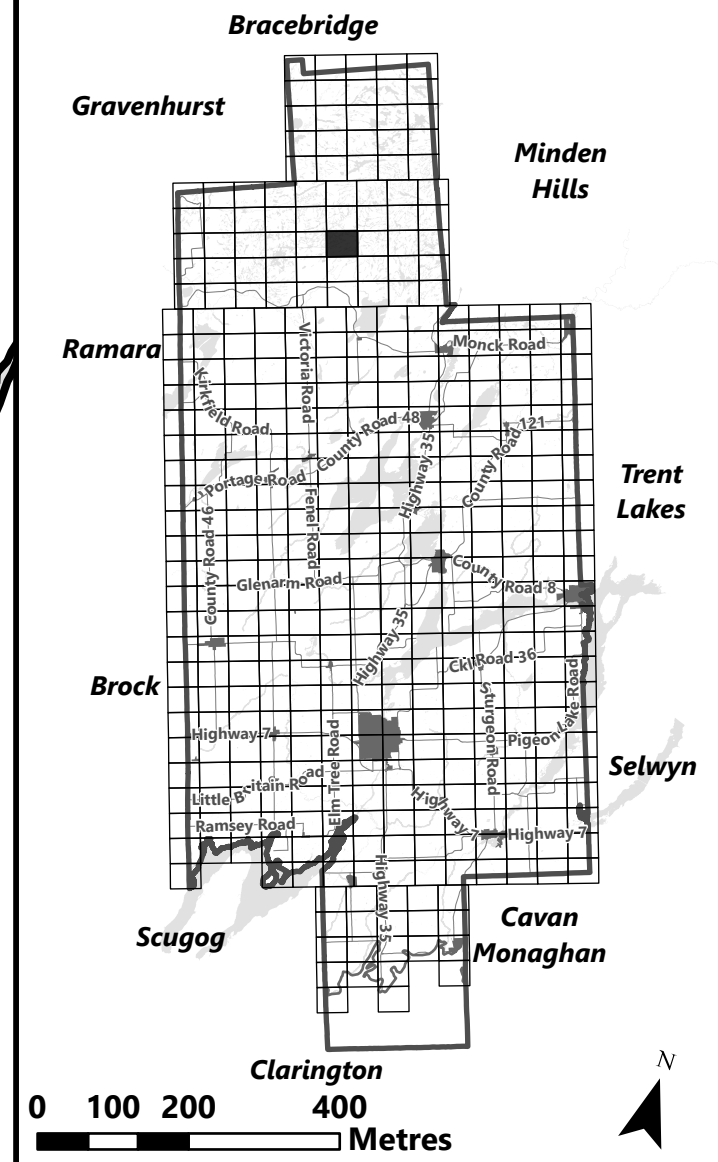 Bracebridge
Gravenhurst
Minden
Hills
Ramara
Monck Road
Victoria Road
Kirkfield Road
County Road 48
121
County Road
Highway 35
Portage Road
Trent
Lakes
Fenel Road
County Road 46
County Road 8
Glenarm Road
Highway 35
CKL Road 36
Brock
Pigeon Lake Road
Sturgeon Road
Highway 7
Elm Tree Road
Selwyn
Little Britain Road
Highway 7
Ramsey Road
Highway 7
Highway 35
Scugog
Cavan
Monaghan
Clarington
N
0 100 200 400
Metres